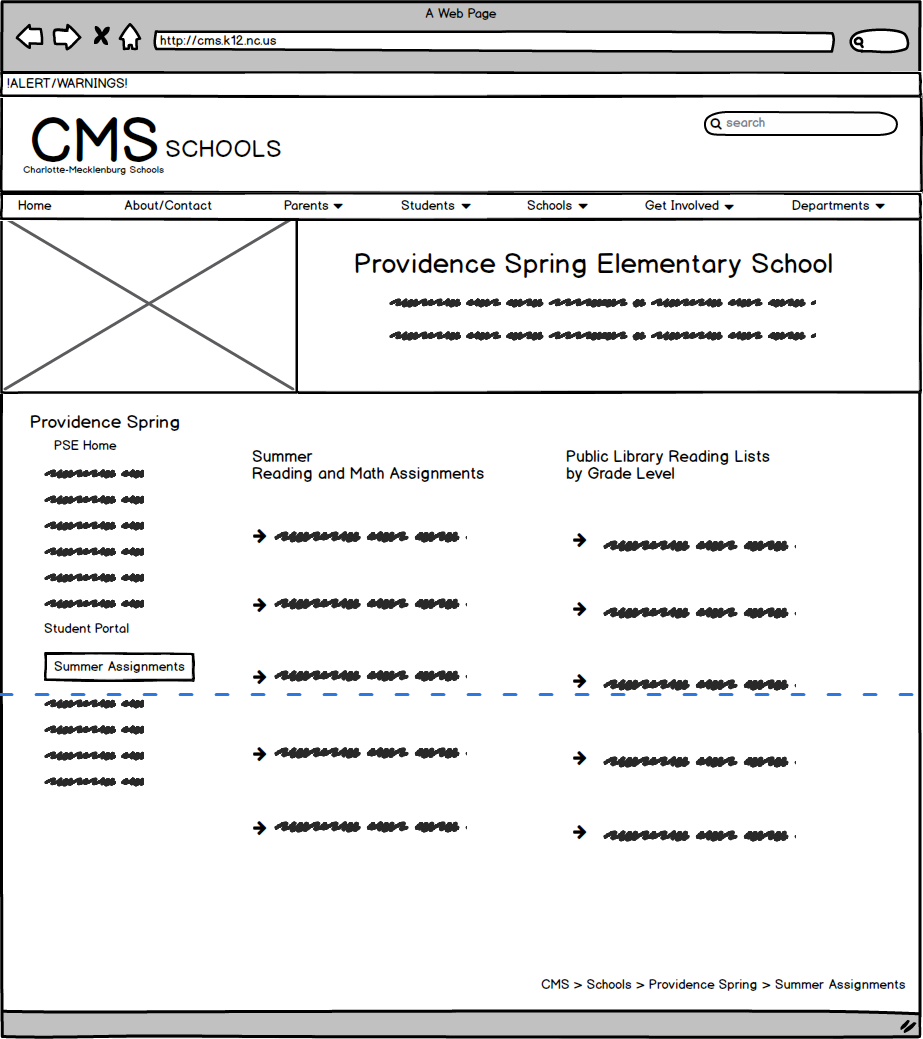 A Web Page
http://cms.k12.nc.us
!ALERT/WARNINGS!
CMS SCHOOLS
Charlotte-Mecklenburg Schools
search
Home About/Contact Parents Students Schools Get Involved Departments
Providence Spring Elementary School
Providence Spring
PSE Home
Student Portal
Summer Assignments
Summer
Reading and Math Assignments
Public Library Reading Lists
by Grade Level
CMS > Schools > Providence Spring > Summer Assignments